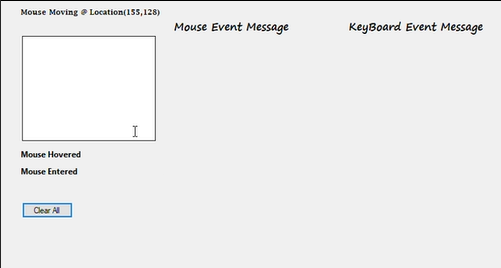 Mouse Moving @ Location(155,128)
Mouse Event Message
KeyBoard Event Message
Mouse Hovered
Mouse Entered
Clear All